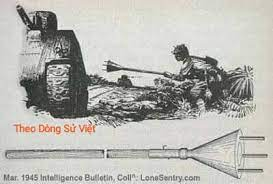 Theo Dòng Sử Việt
Mar. 1945 Intelligence Bulletin, Coll^n: LoneSentry.com